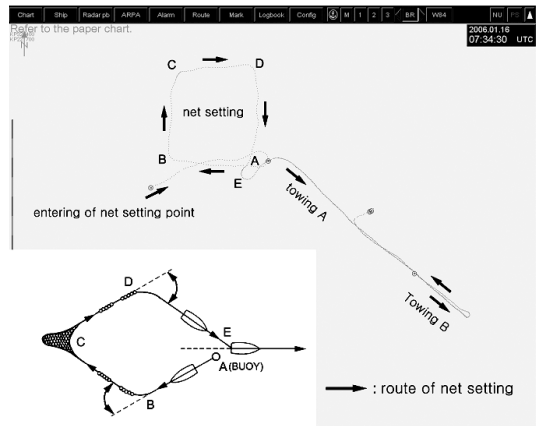 Chart Ship Radar pb ARPA Alarm Route Mark Logbook Config M 1 2 3 BR W84 NU PS
Refer to the paper chart.
2006.01.16
07:34:30 UTC
N
C D
net setting
B A
E
towing A
entering of net setting point
Towing B
D
E
C
A (BUOY)
B
: route of net setting